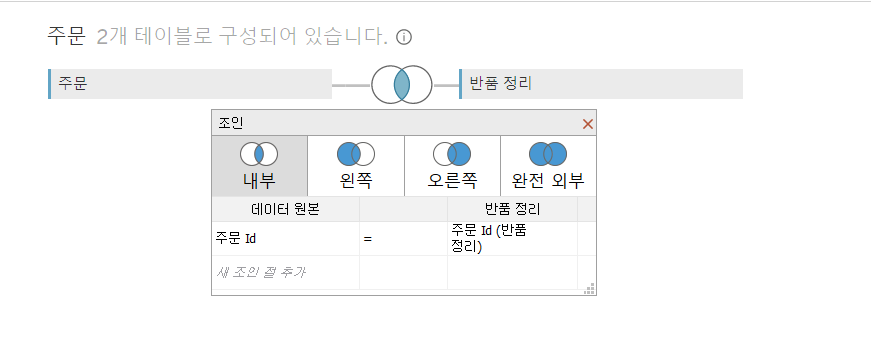 주문 2개 테이블로 구성되어 있습니다.
주문 반품 정리
조인
내부 왼쪽 오른쪽 완전 외부
데이터 원본 반품 정리
주문 Id = 주문 Id (반품
정리)
새 조인 절 추가